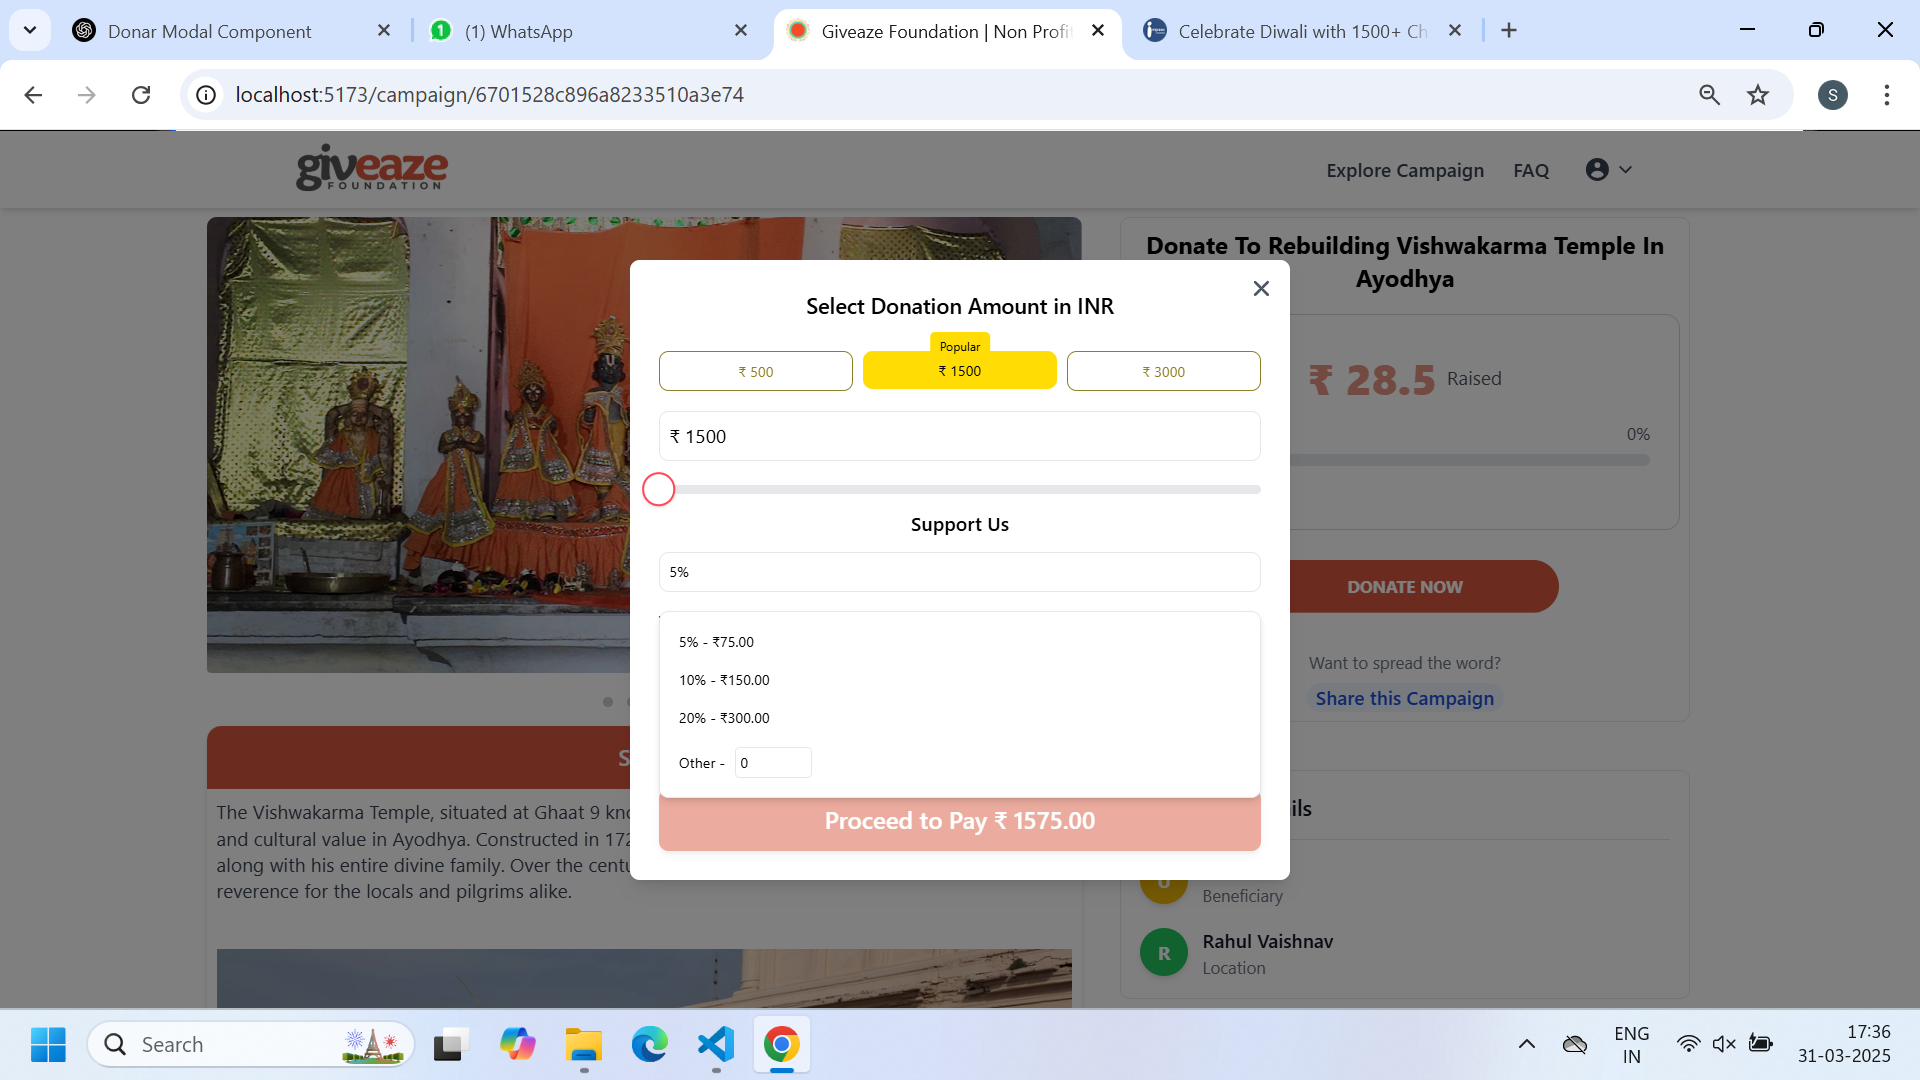 Donar Modal Component
(1) WhatsApp
Giveaze Foundation | Non Profi
Celebrate Diwali with 1500+ Ch
localhost:5173/campaign/6701528c896a8233510a3e74
S
giveaze
FOUNDATION
Explore Campaign
FAQ
Donate To Rebuilding Vishwakarma Temple In
Ayodhya
₹ 28.5 Raised
0%
DONATE NOW
Want to spread the word?
Share this Campaign
Select Donation Amount in INR
Popular
₹ 500
₹ 1500
₹ 3000
₹ 1500
Support Us
5%
5% - ₹75.00
10% - ₹150.00
20% - ₹300.00
Other - 0
Proceed to Pay ₹ 1575.00
S
The Vishwakarma Temple, situated at Ghaat 9 kno
and cultural value in Ayodhya. Constructed in 172
along with his entire divine family. Over the centu
reverence for the locals and pilgrims alike.
ils
Beneficiary
R
Rahul Vaishnav
Location
Search
ENG
IN
17:36
31-03-2025